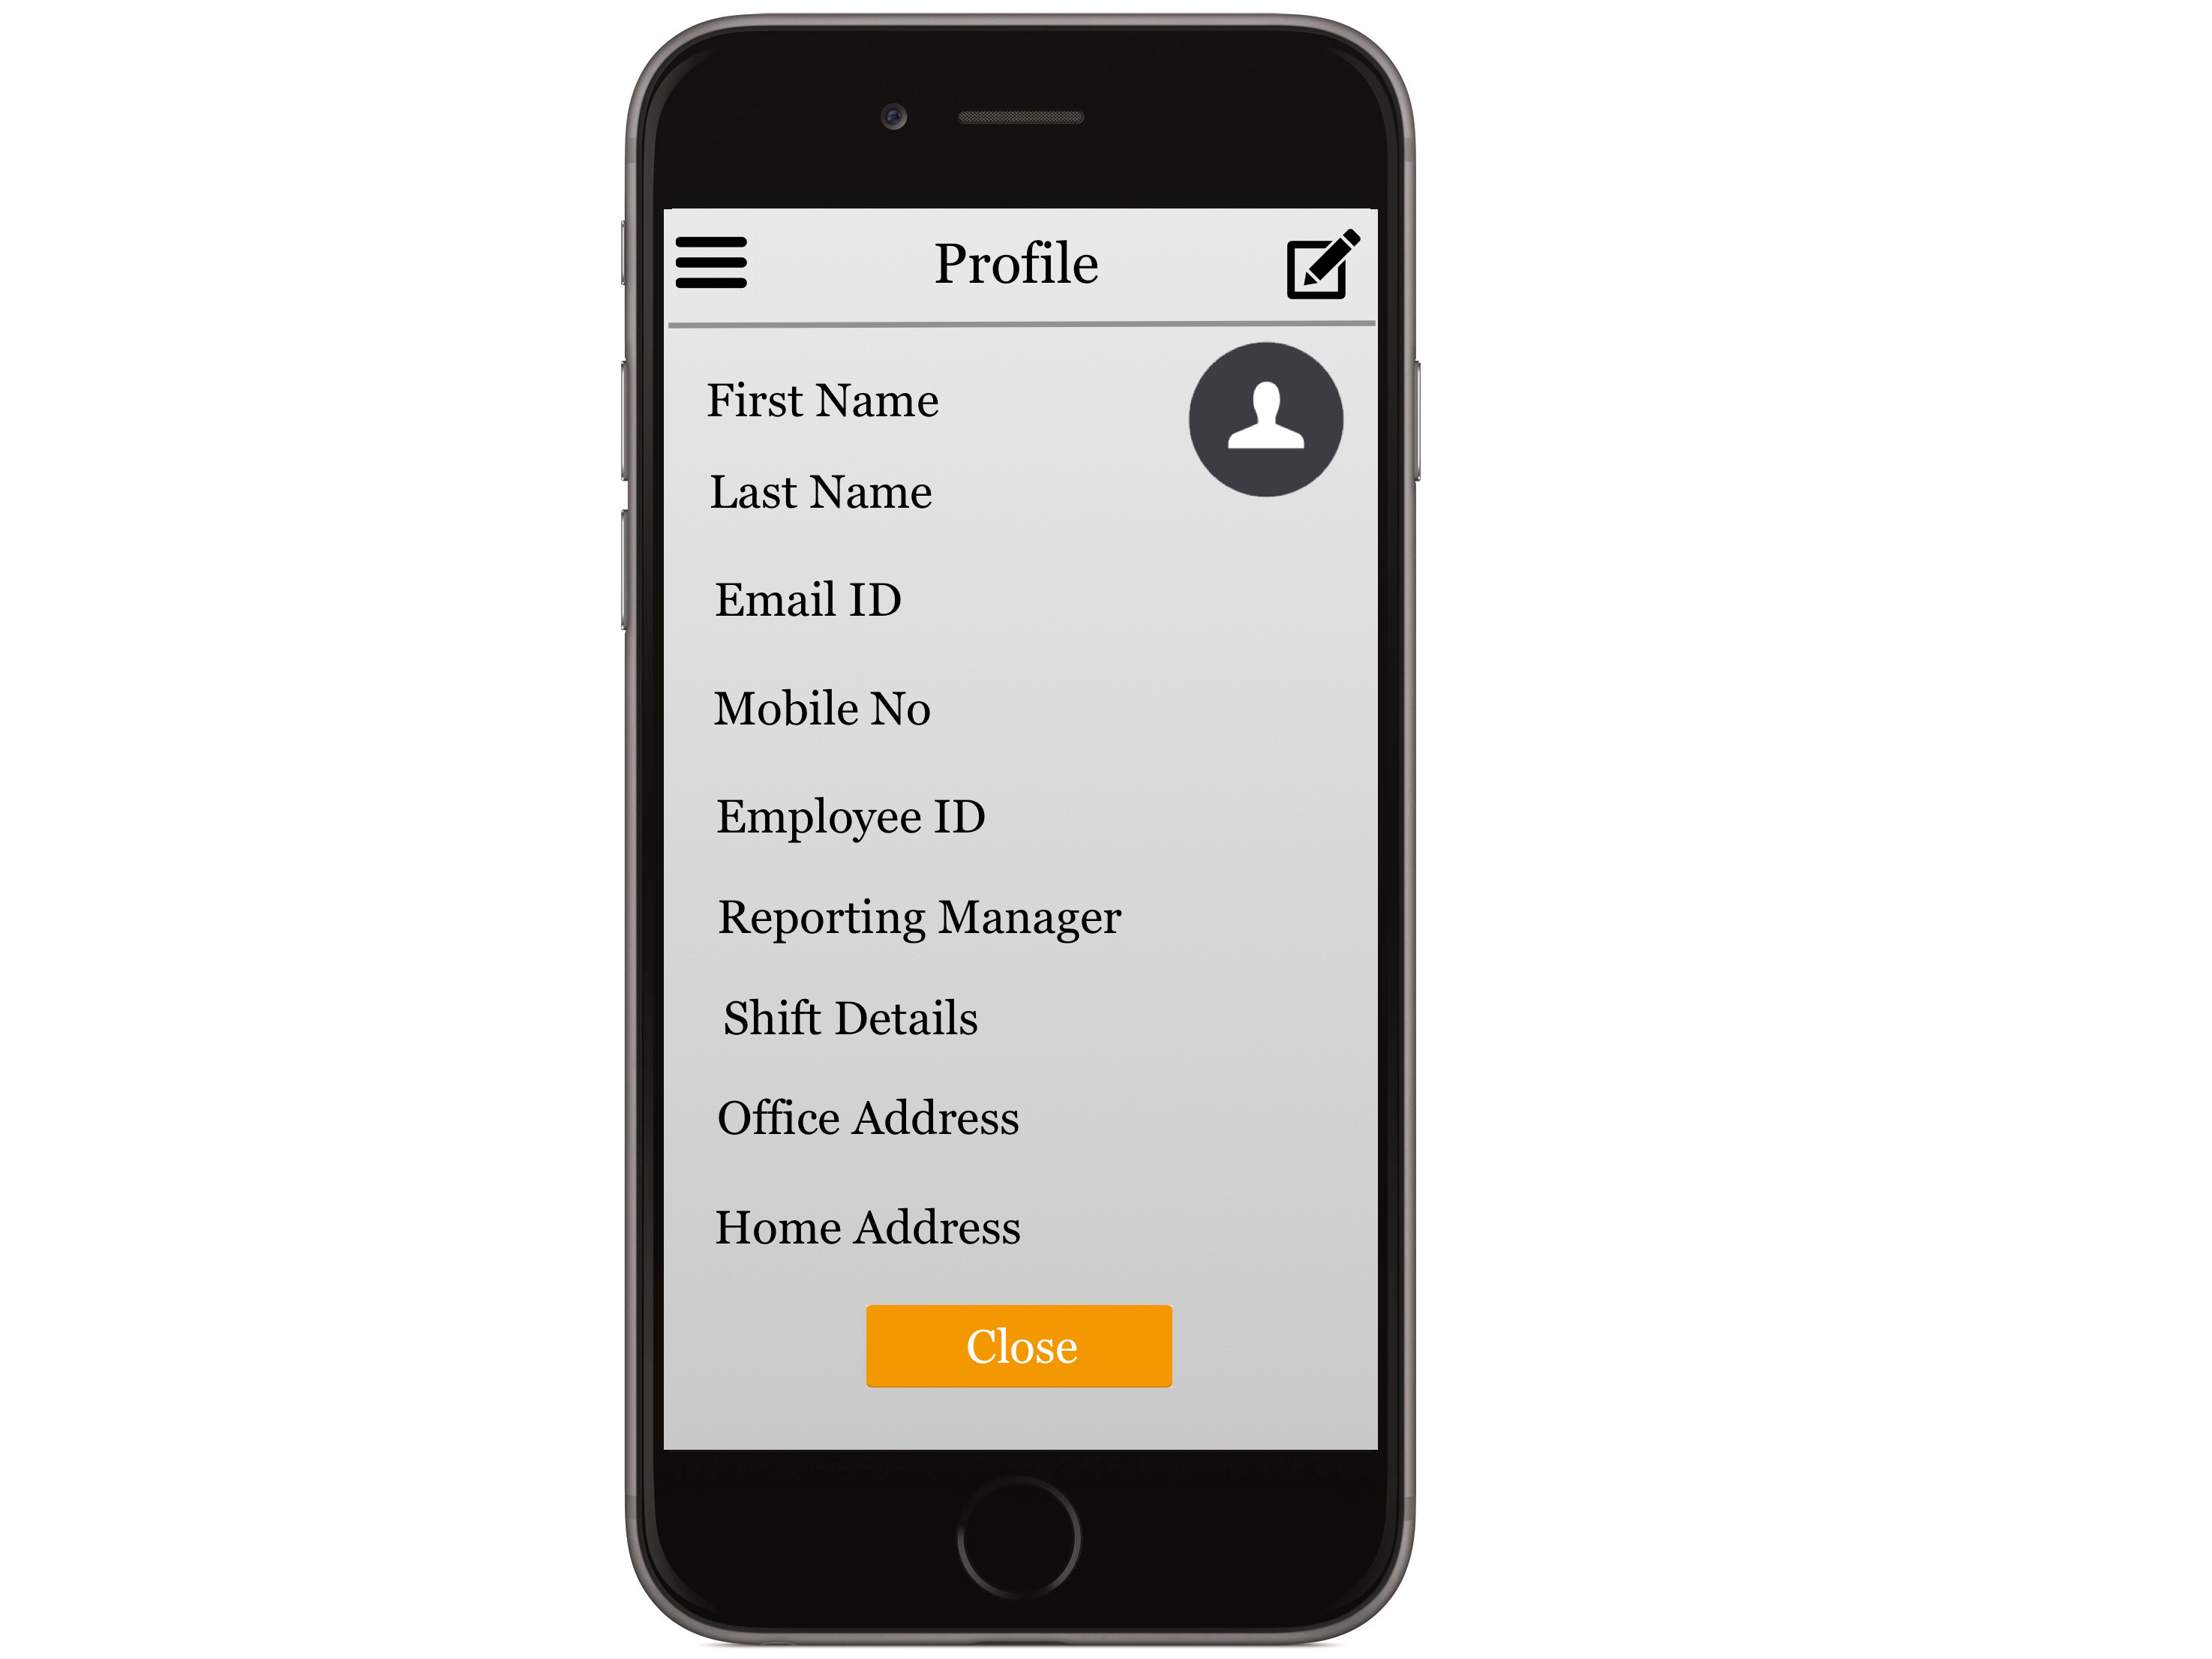 Profile
First Name
Last Name
Email ID
Mobile No
Employee ID
Reporting Manager
Shift Details
Office Address
Home Address
Close